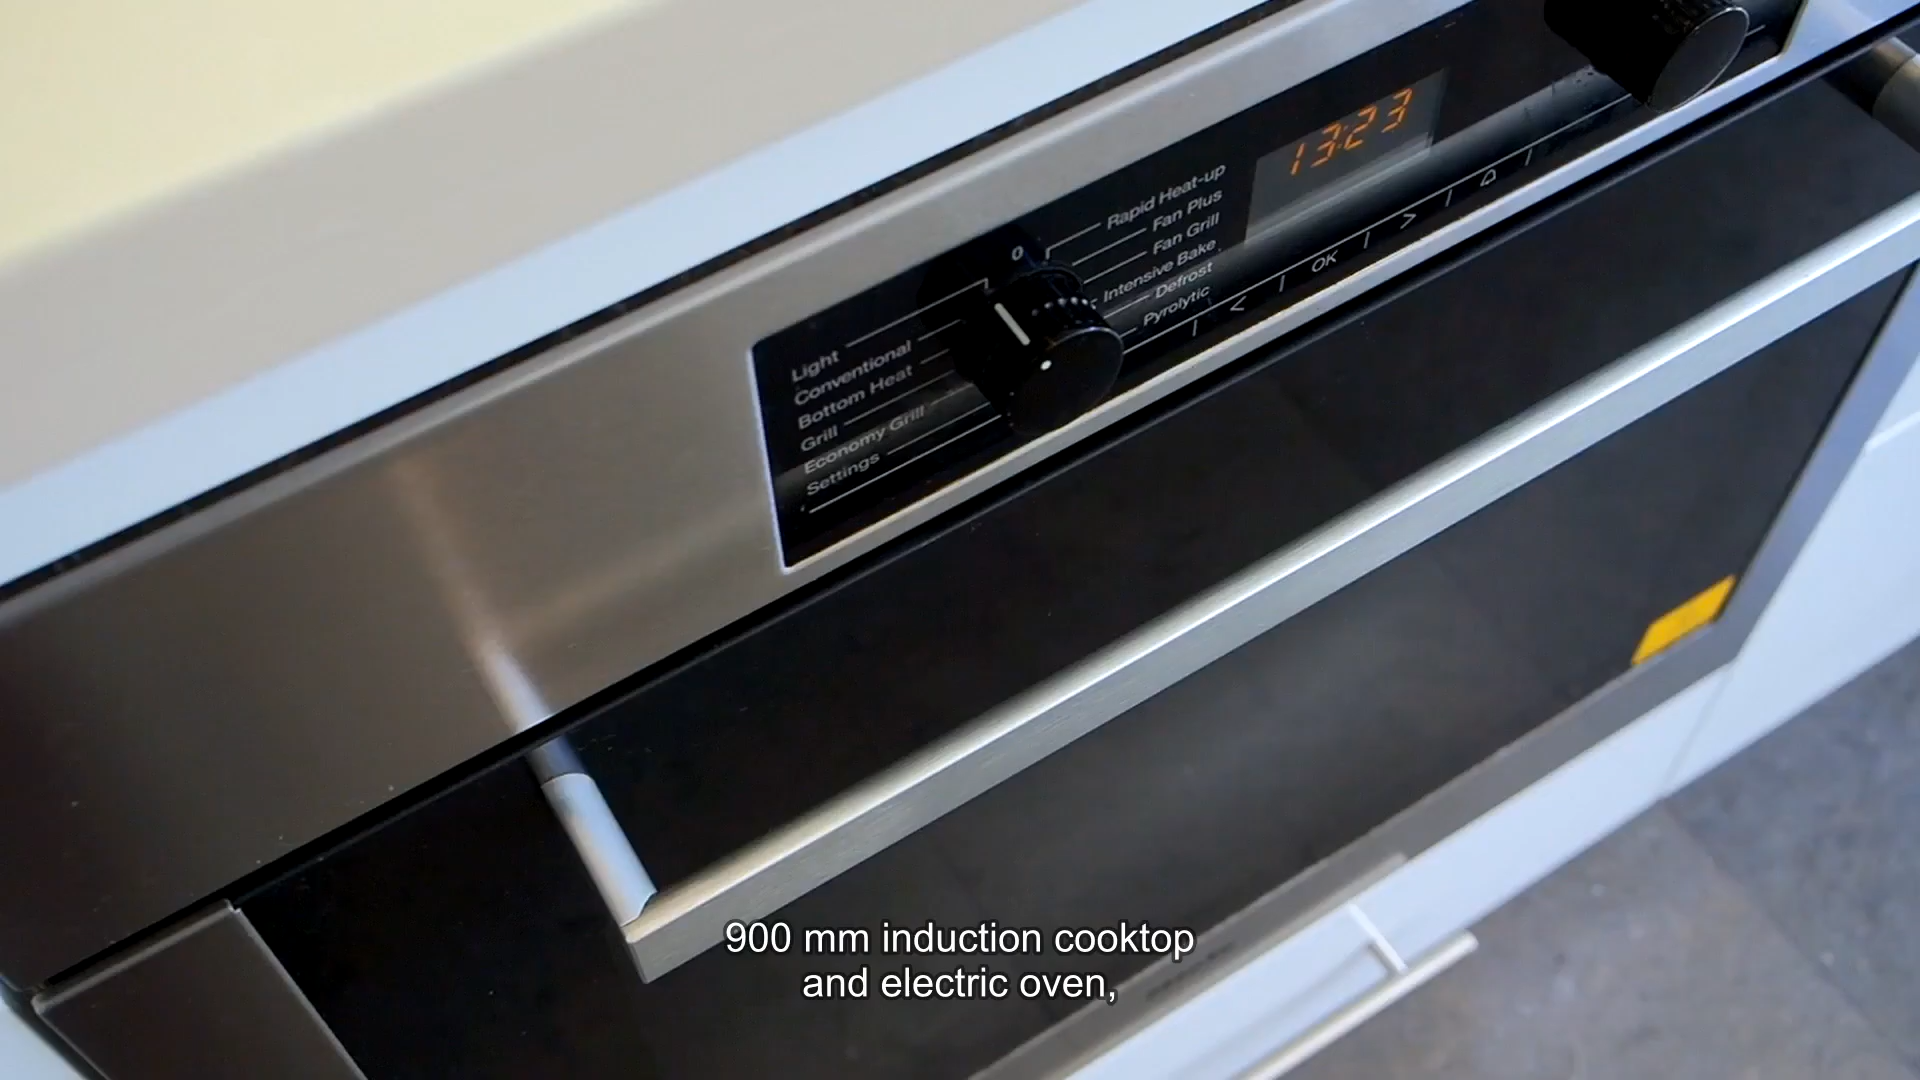 13:23
0
Rapid Heat-up
Fan Plus
Fan Grill
Intensive Bake
Defrost
Pyrolytic
Light
Conventional
Bottom Heat
Grill
Economy Grill
Settings
< OK >
900 mm induction cooktop
and electric oven,